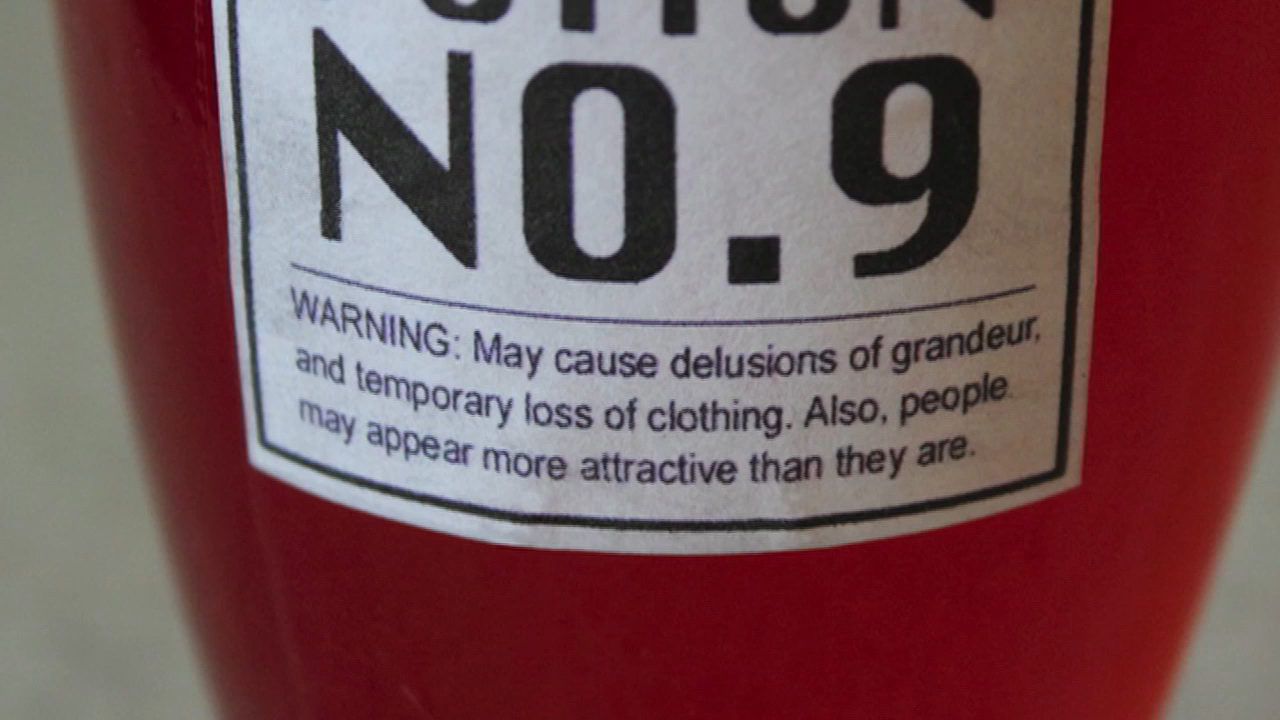 POTION
NO.9
WARNING: May cause delusions of grandeur,
and temporary loss of clothing. Also, people
may appear more attractive than they are.